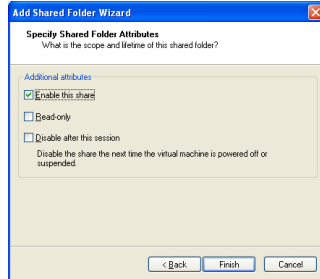 Add Shared Folder Wizard
Specify Shared Folder Attributes
What is the scope and lifetime of this shared folder?
Additional attributes
Enable this share
Read-only
Disable after this session
Disable the share the next time the virtual machine is powered off or
suspended.
< Back Finish Cancel